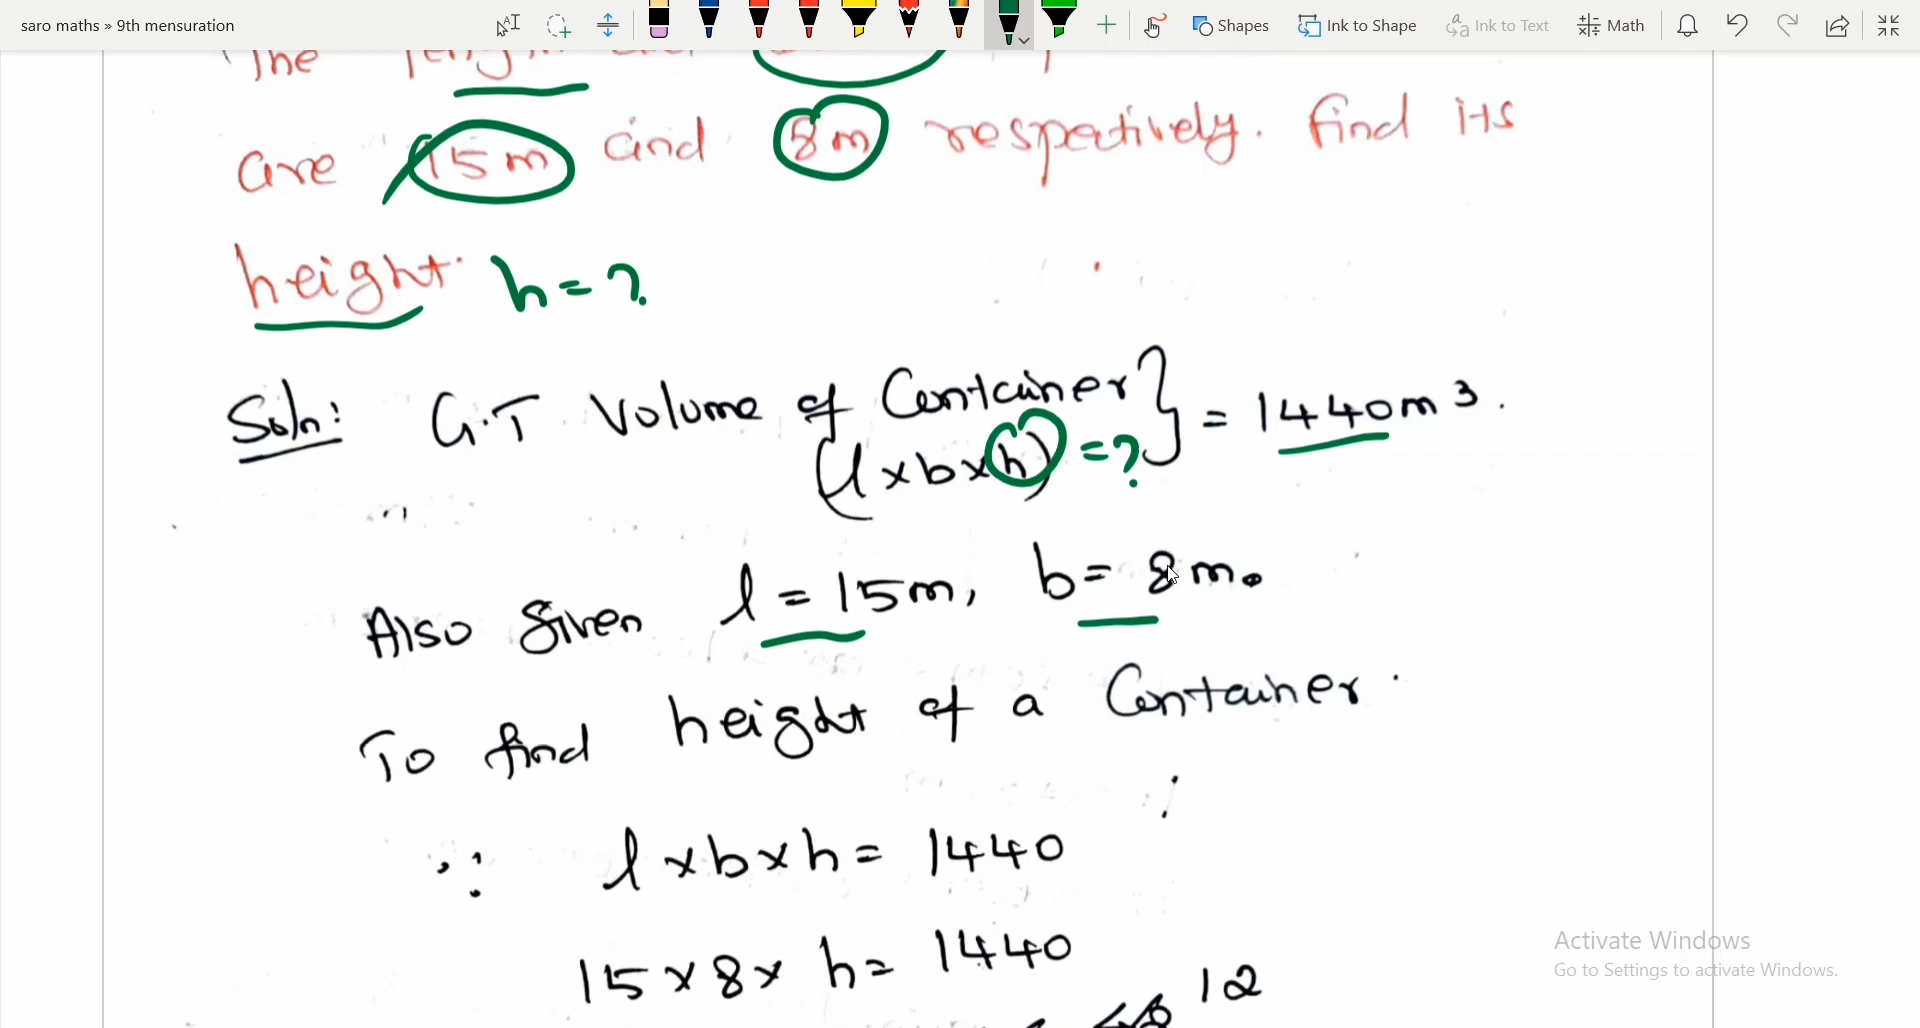 saro maths » 9th mensuration
Shapes Ink to Shape Ink to Text Math
The length
are 15m and 8m respectively. find its
height. h = ?
Soln: G.T Volume of Container } = 1440m³.
(l x b x h) = ?
Also Given l = 15m, b = 8m.
To find height of a Container.
∵ l x b x h = 1440
15 x 8 x h = 1440
12
Activate Windows
Go to Settings to activate Windows.